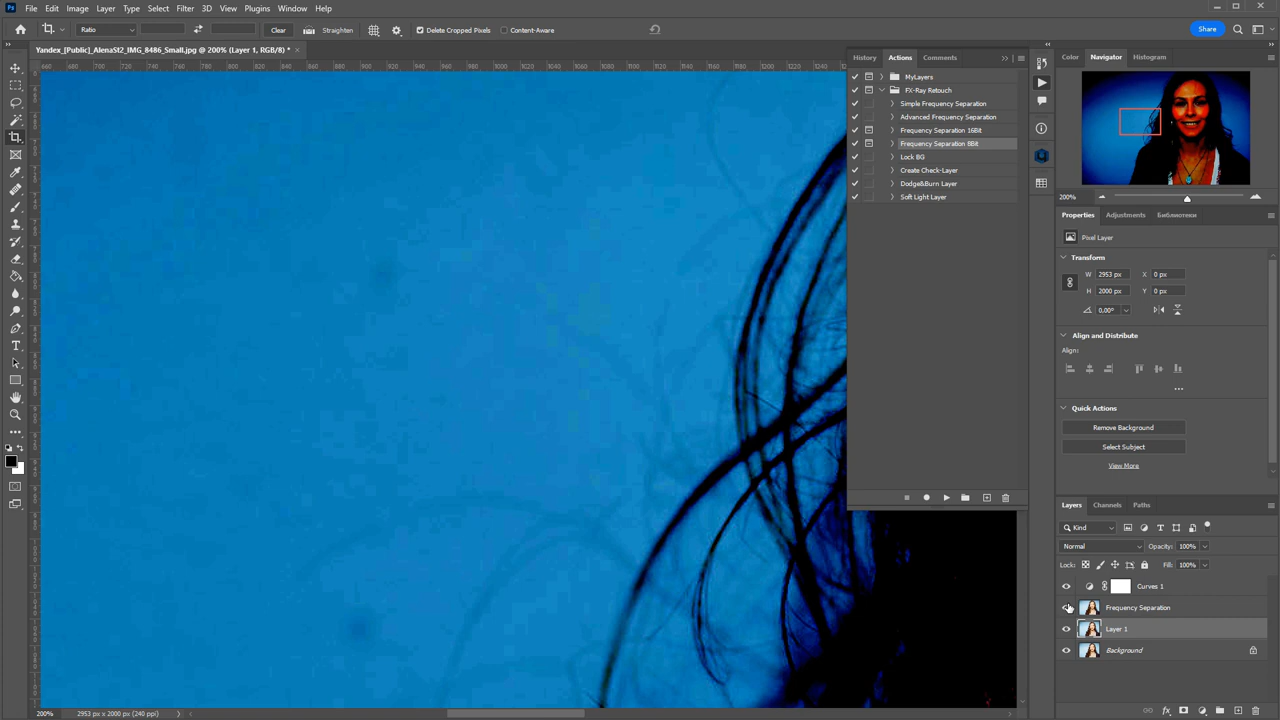 Ps File Edit Image Layer Type Select Filter 3D View Plugins Window Help
Ratio Clear Straighten Delete Cropped Pixels Content-Aware Share
Yandex_[Public]_AlenaSt2_IMG_8486_Small.jpg @ 200% (Layer 1, RGB/8) *
History Actions Comments
MyLayers
FX-Ray Retouch
Simple Frequency Separation
Advanced Frequency Separation
Frequency Separation 16Bit
Frequency Separation 8Bit
Lock BG
Create Check-Layer
Dodge&Burn Layer
Soft Light Layer
Color Navigator Histogram
200%
Properties Adjustments Библиотеки
Pixel Layer
Transform
W 2953 px X 0 px
H 2000 px Y 0 px
0,00°
Align and Distribute
Align:
Quick Actions
Remove Background
Select Subject
View More
Layers Channels Paths
Kind
Normal Opacity: 100%
Lock: Fill: 100%
Curves 1
Frequency Separation
Layer 1
Background
200% 2953 px x 2000 px (240 ppi)